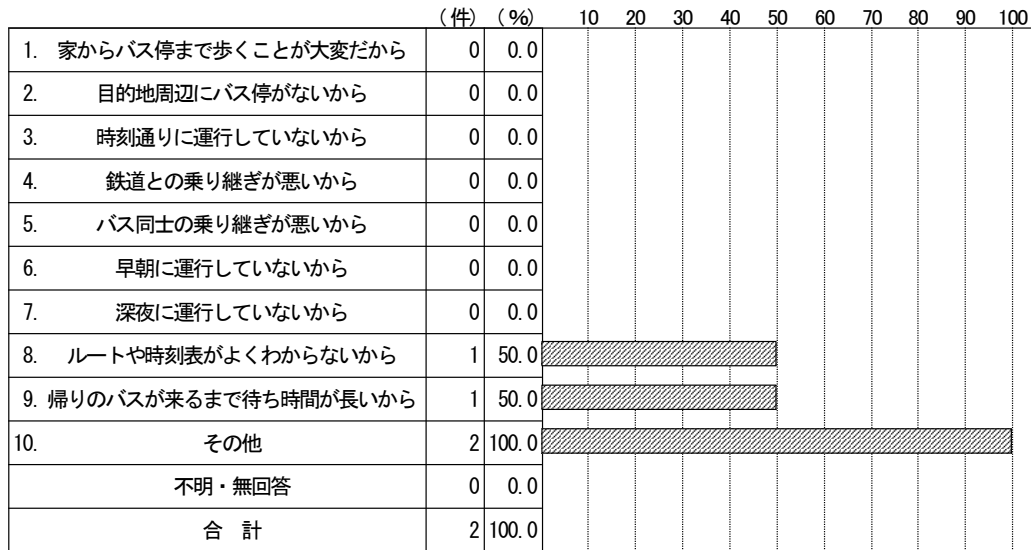 (件) (%) 10 20 30 40 50 60 70 80 90 100
1. 家からバス停まで歩くことが大変だから 0 0.0
2. 目的地周辺にバス停がないから 0 0.0
3. 時刻通りに運行していないから 0 0.0
4. 鉄道との乗り継ぎが悪いから 0 0.0
5. バス同士の乗り継ぎが悪いから 0 0.0
6. 早朝に運行していないから 0 0.0
7. 深夜に運行していないから 0 0.0
8. ルートや時刻表がよくわからないから 1 50.0
9. 帰りのバスが来るまで待ち時間が長いから 1 50.0
10. その他 2 100.0
不明・無回答 0 0.0
合 計 2 100.0